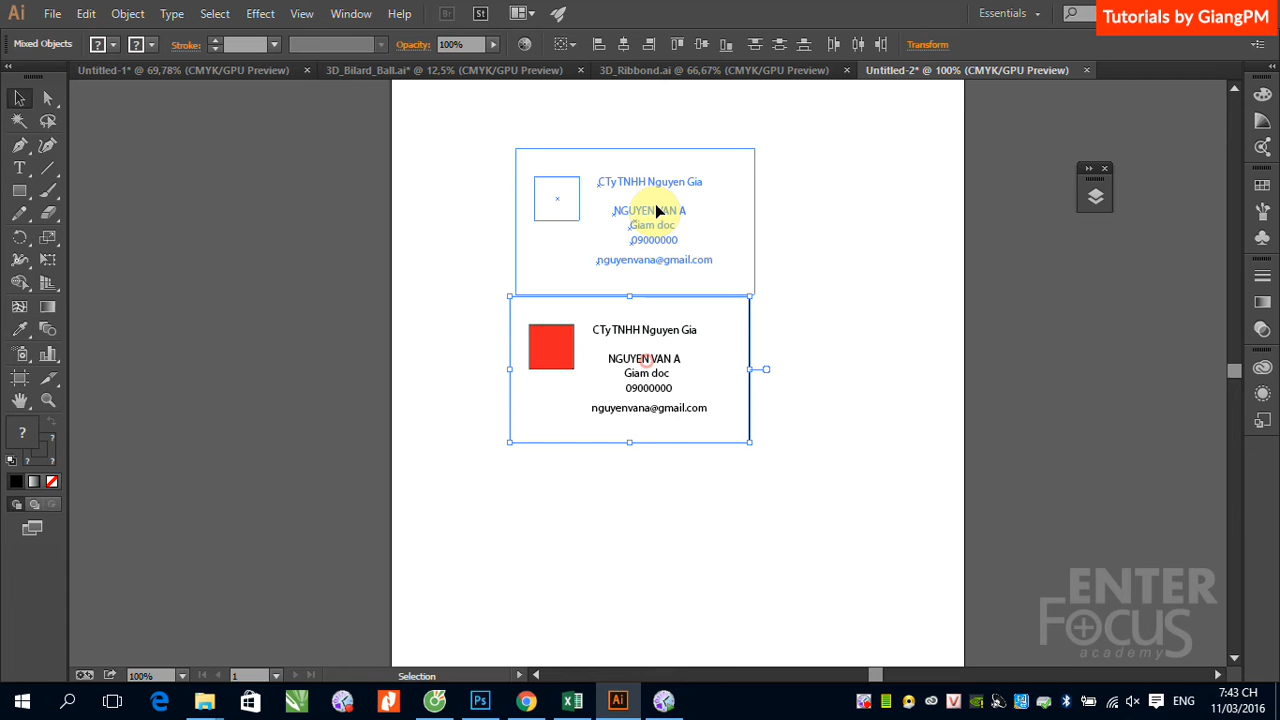 Ai File Edit Object Type Select Effect View Window Help Br St Essentials
Tutorials by GiangPM
Mixed Objects ? ? Stroke: Opacity: 100% Transform
Untitled-1* @ 69,78% (CMYK/GPU Preview) × 3D_Bilard_Ball.ai* @ 12,5% (CMYK/GPU Preview) × 3D_Ribbond.ai @ 66,67% (CMYK/GPU Preview) × Untitled-2* @ 100% (CMYK/GPU Preview) ×
CTy TNHH Nguyen Gia
NGUYEN VAN A
Giam doc
09000000
nguyenvana@gmail.com
CTy TNHH Nguyen Gia
NGUYEN VAN A
Giam doc
09000000
nguyenvana@gmail.com
?
ENTER
FOCUS
academy
100% 1 Selection
Ps Ai ENG 7:43 CH
11/03/2016